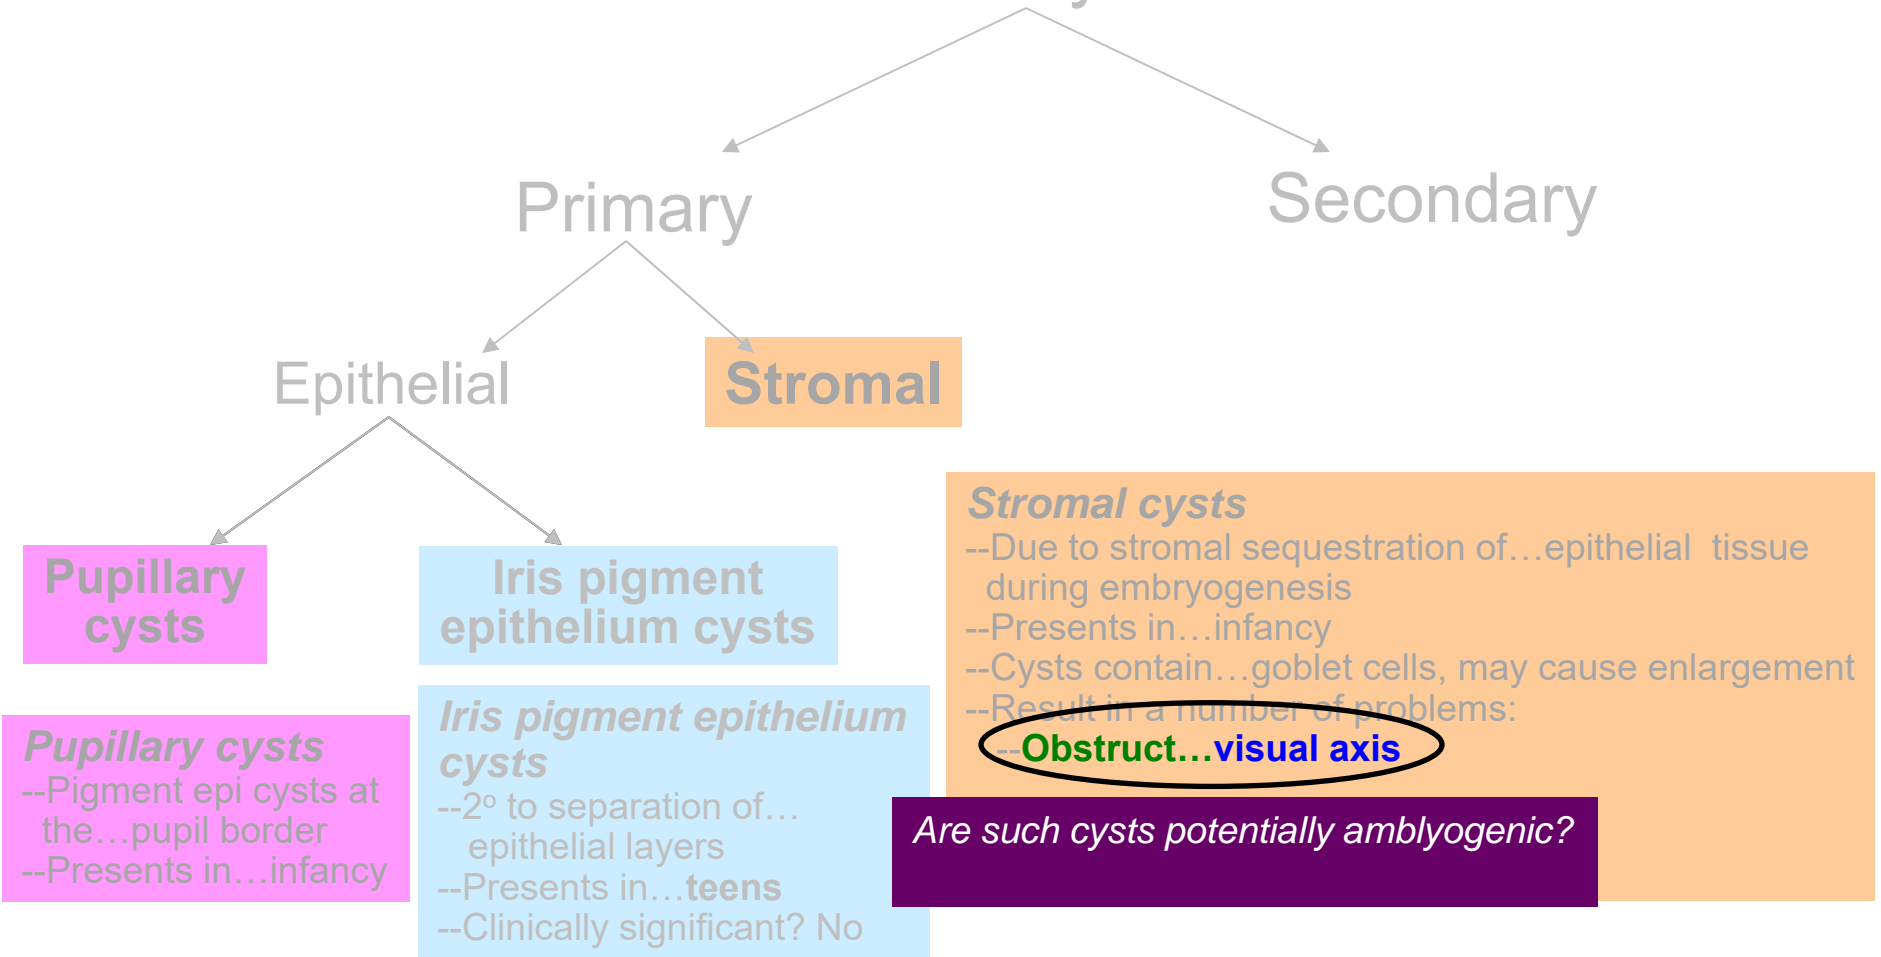 Primary
Secondary
Epithelial
Stromal
Pupillary
cysts
Iris pigment
epithelium cysts
Pupillary cysts
--Pigment epi cysts at
the…pupil border
--Presents in…infancy
Iris pigment epithelium
cysts
--2º to separation of…
epithelial layers
--Presents in…teens
--Clinically significant? No
Stromal cysts
--Due to stromal sequestration of…epithelial tissue
during embryogenesis
--Presents in…infancy
--Cysts contain…goblet cells, may cause enlargement
--Result in a number of problems:
--Obstruct…visual axis
Are such cysts potentially amblyogenic?